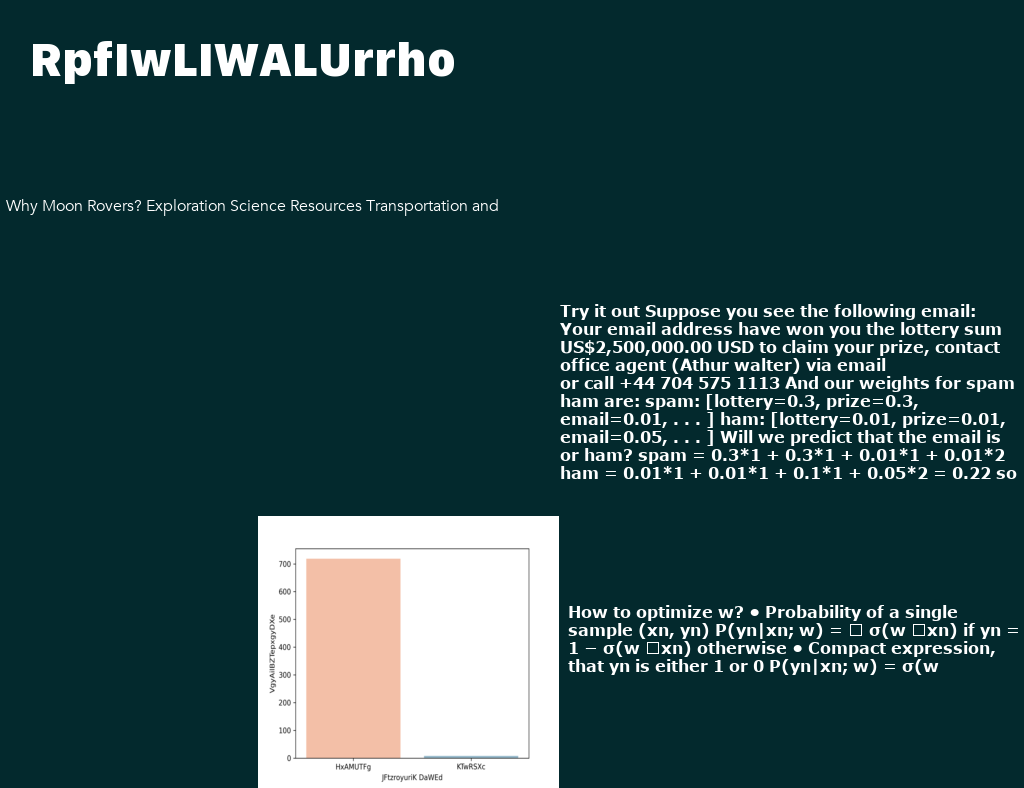 RpfIwLIWALUrrho
Why Moon Rovers? Exploration Science Resources Transportation and
Try it out Suppose you see the following email:
Your email address have won you the lottery sum
US$2,500,000.00 USD to claim your prize, contact
office agent (Athur walter) via email
or call +44 704 575 1113 And our weights for spam
ham are: spam: [lottery=0.3, prize=0.3,
email=0.01, . . . ] ham: [lottery=0.01, prize=0.01,
email=0.05, . . . ] Will we predict that the email is
or ham? spam = 0.3*1 + 0.3*1 + 0.01*1 + 0.01*2
ham = 0.01*1 + 0.01*1 + 0.1*1 + 0.05*2 = 0.22 so
700
600
500
400
300
200
100
0
VgyAiIBZTepxgyDXe
HxAMUTFg KTwRSXc
JFtzroyuriK DaWEd
How to optimize w? • Probability of a single
sample (xn, yn) P(yn|xn; w) = □ σ(w □xn) if yn =
1 − σ(w □xn) otherwise • Compact expression,
that yn is either 1 or 0 P(yn|xn; w) = σ(w